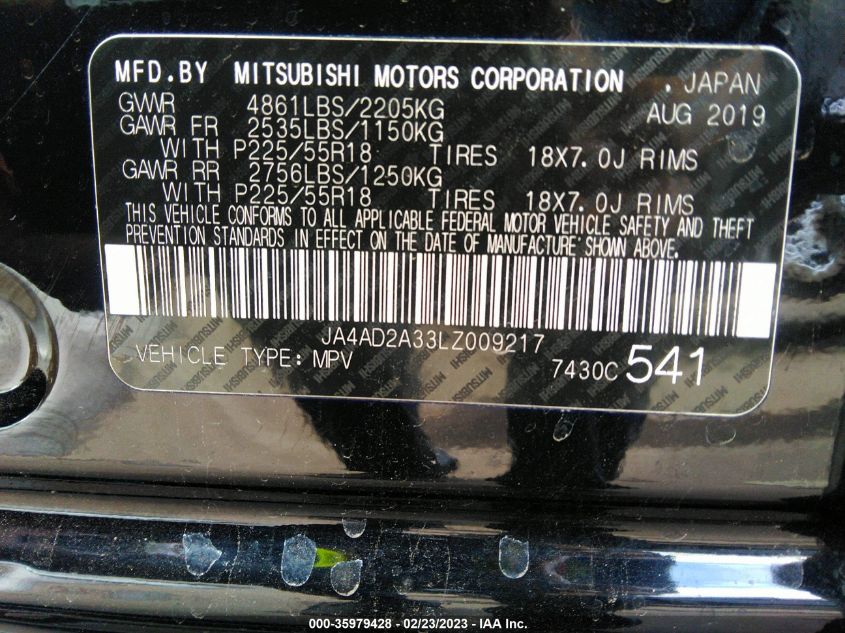 MFD.BY MITSUBISHI MOTORS CORPORATION . JAPAN
GVWR 4861LBS/2205KG AUG 2019
GAWR FR 2535LBS/1150KG
WITH P225/55R18 TIRES 18X7.0J RIMS
GAWR RR 2756LBS/1250KG
WITH P225/55R18 TIRES 18X7.0J RIMS
THIS VEHICLE CONFORMS TO ALL APPLICABLE FEDERAL MOTOR VEHICLE SAFETY AND THEFT
PREVENTION STANDARDS IN EFFECT ON THE DATE OF MANUFACTURE SHOWN ABOVE.
JA4AD2A33LZ009217
VEHICLE TYPE: MPV 7430C 541
000-35979428 - 02/23/2023 - IAA Inc.